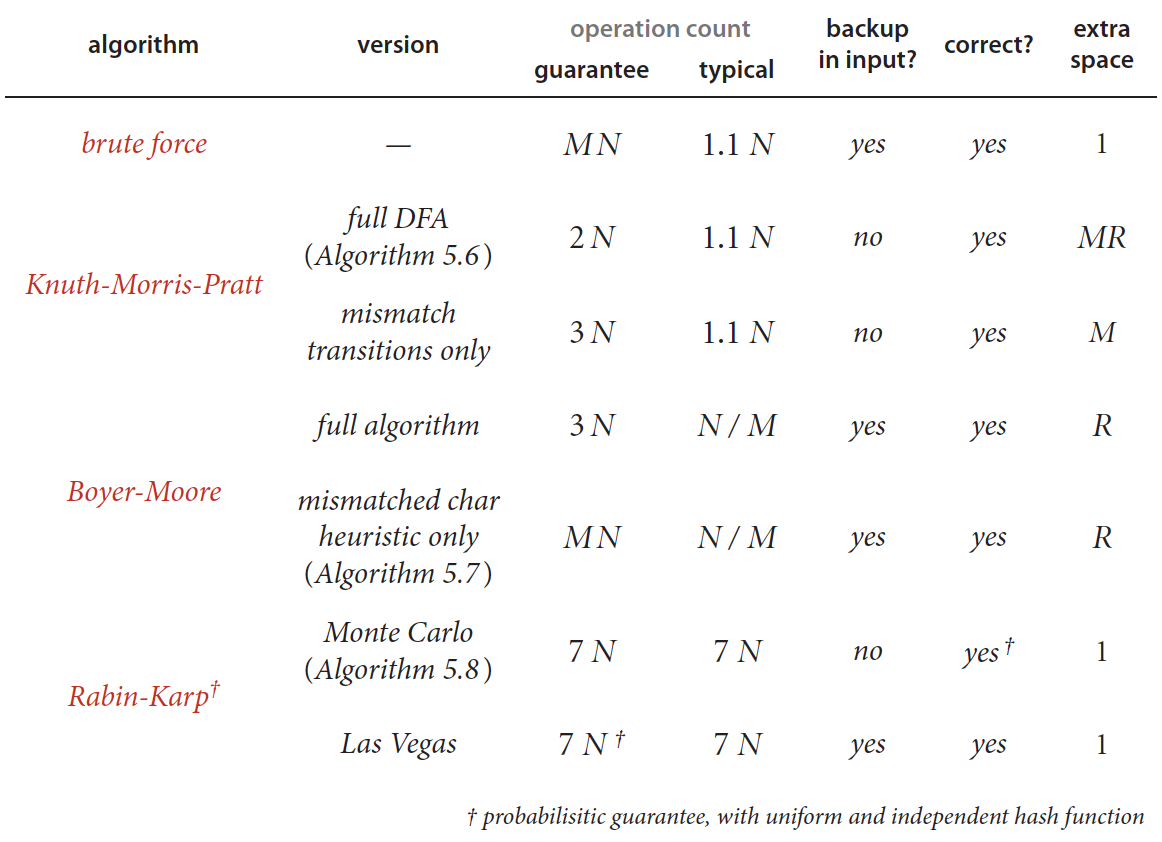 operation count
backup
in input?
correct?
extra
space
algorithm
version
guarantee
typical
brute force
—
M N
1.1 N
yes
yes
1
Knuth-Morris-Pratt
full DFA
(Algorithm 5.6)
2 N
1.1 N
no
yes
MR
mismatch
transitions only
3 N
1.1 N
no
yes
M
Boyer-Moore
full algorithm
3 N
N / M
yes
yes
R
mismatched char
heuristic only
(Algorithm 5.7)
M N
N / M
yes
yes
R
Rabin-Karp†
Monte Carlo
(Algorithm 5.8)
7 N
7 N
no
yes †
1
Las Vegas
7 N †
7 N
yes
yes
1
† probabilisitic guarantee, with uniform and independent hash function